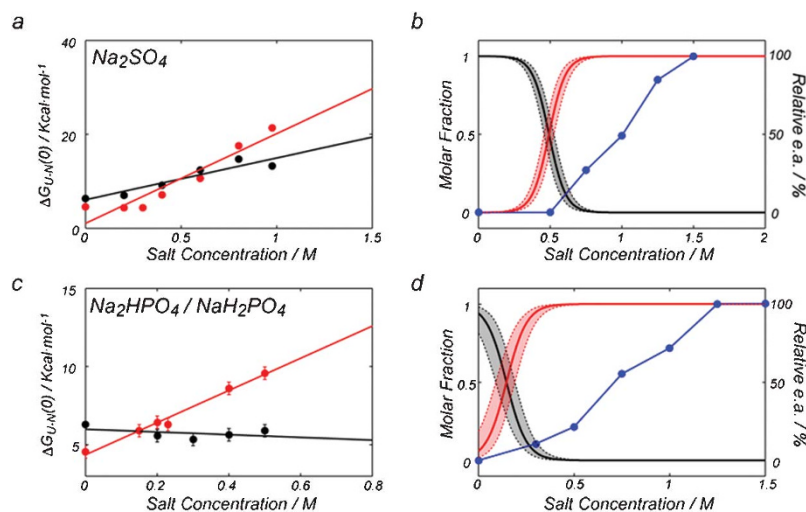 a
Na₂SO₄
40
20
0
0
0.5
1
1.5
ΔG_U-N(0) / Kcal·mol⁻¹
Salt Concentration / M
b
1
0.5
0
100
50
0
0
0.5
1
1.5
2
Molar Fraction
Relative e.a. / %
Salt Concentration / M
c
Na₂HPO₄ / NaH₂PO₄
15
10
5
0
0.2
0.4
0.6
0.8
ΔG_U-N(0) / Kcal·mol⁻¹
Salt Concentration / M
d
1
0.5
0
100
50
0
0
0.5
1
1.5
Molar Fraction
Relative e.a. / %
Salt Concentration / M